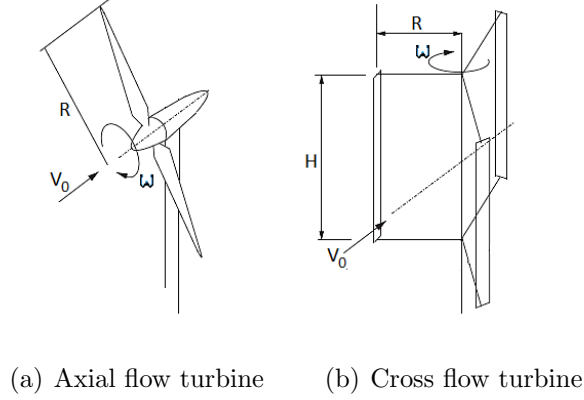 R
ω
V0
R
ω
H
V0
(a) Axial flow turbine
(b) Cross flow turbine